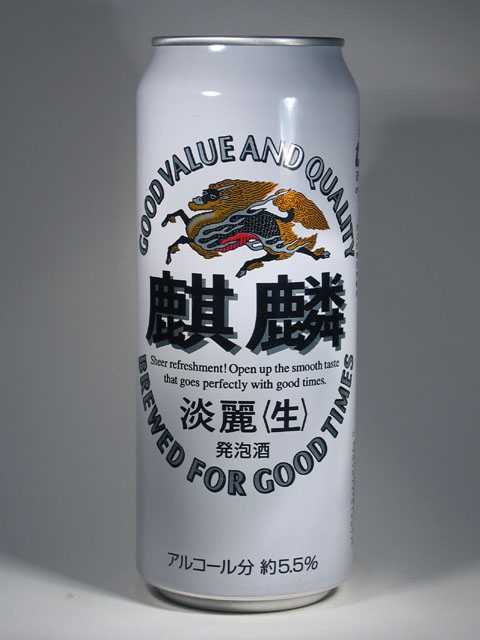 GOOD VALUE AND QUALITY
麒麟
Sheer refreshment! Open up the smooth taste
that goes perfectly with good times.
淡麗〈生〉
発泡酒
BREWED FOR GOOD TIMES
アルコール分 約5.5%